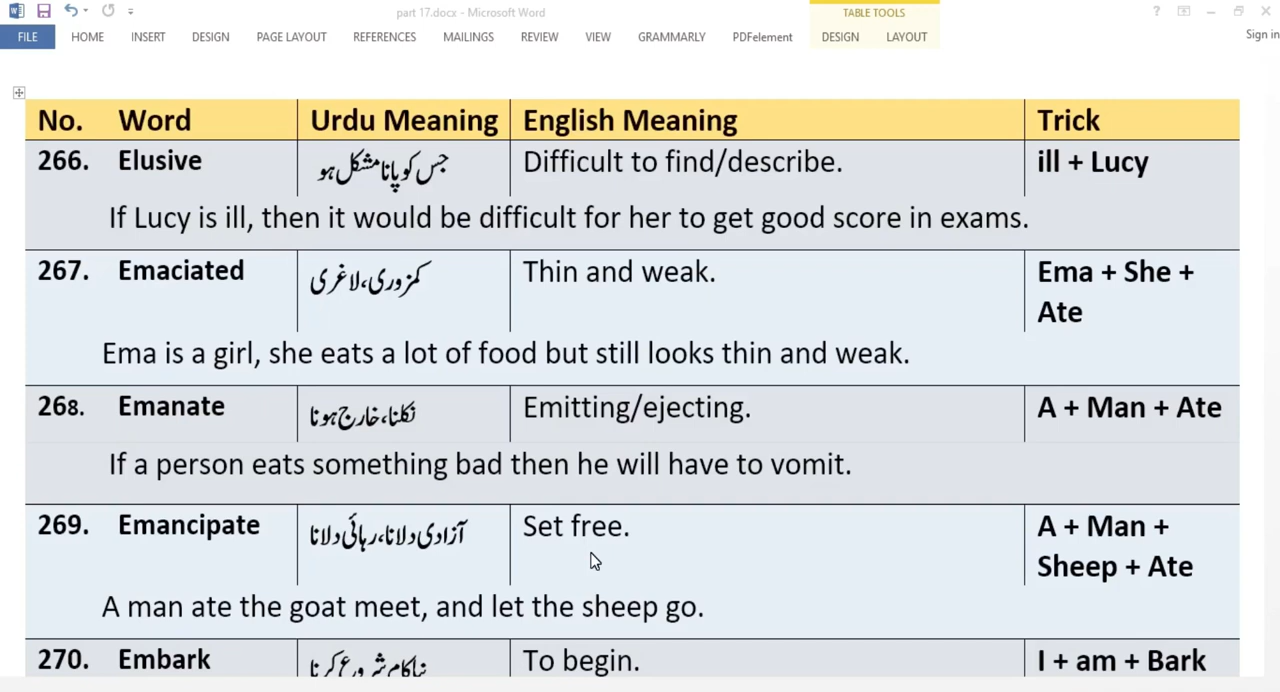 part 17.docx - Microsoft Word
TABLE TOOLS
FILE HOME INSERT DESIGN PAGE LAYOUT REFERENCES MAILINGS REVIEW VIEW GRAMMARLY PDFelement DESIGN LAYOUT Sign in
No. Word Urdu Meaning English Meaning Trick
266. Elusive جس کو پانا مشکل ہو Difficult to find/describe. ill + Lucy
If Lucy is ill, then it would be difficult for her to get good score in exams.
267. Emaciated کمزوری، لاغری Thin and weak. Ema + She +
Ate
Ema is a girl, she eats a lot of food but still looks thin and weak.
268. Emanate نکلنا، خارج ہونا Emitting/ejecting. A + Man + Ate
If a person eats something bad then he will have to vomit.
269. Emancipate آزادی دلانا، رہائی دلانا Set free. A + Man +
Sheep + Ate
A man ate the goat meet, and let the sheep go.
270. Embark نیا کام شروع کرنا To begin. I + am + Bark